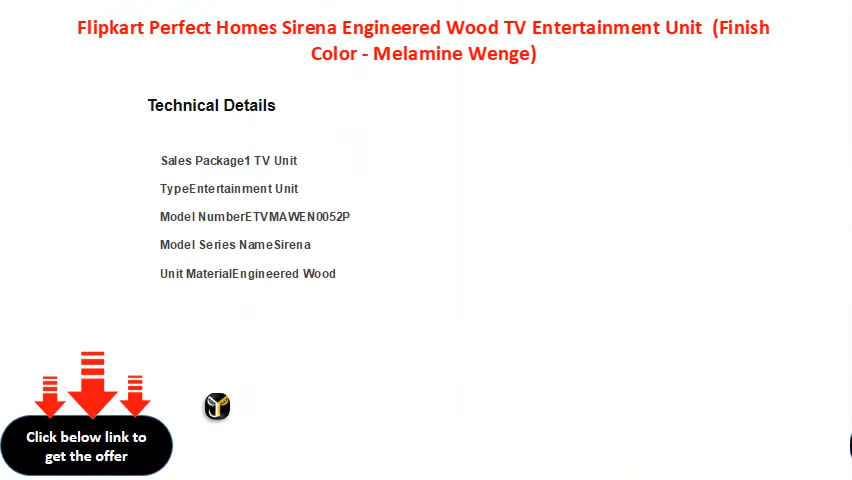 Flipkart Perfect Homes Sirena Engineered Wood TV Entertainment Unit (Finish
Color - Melamine Wenge)
Technical Details
Sales Package1 TV Unit
TypeEntertainment Unit
Model NumberETVMAWEN0052P
Model Series NameSirena
Unit MaterialEngineered Wood
Click below link to
get the offer